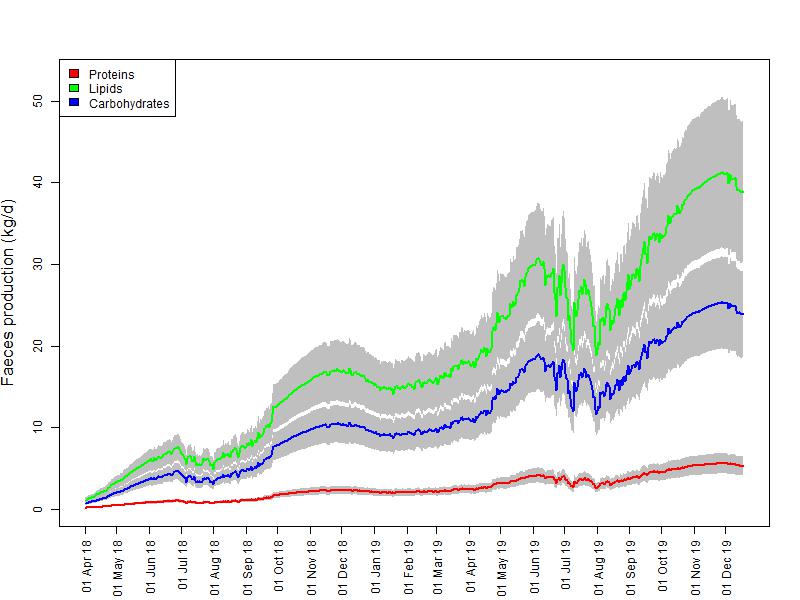 Proteins
Lipids
Carbohydrates
Faeces production (kg/d)
50
40
30
20
10
0
01 Apr 18
01 May 18
01 Jun 18
01 Jul 18
01 Aug 18
01 Sep 18
01 Oct 18
01 Nov 18
01 Dec 18
01 Jan 19
01 Feb 19
01 Mar 19
01 Apr 19
01 May 19
01 Jun 19
01 Jul 19
01 Aug 19
01 Sep 19
01 Oct 19
01 Nov 19
01 Dec 19